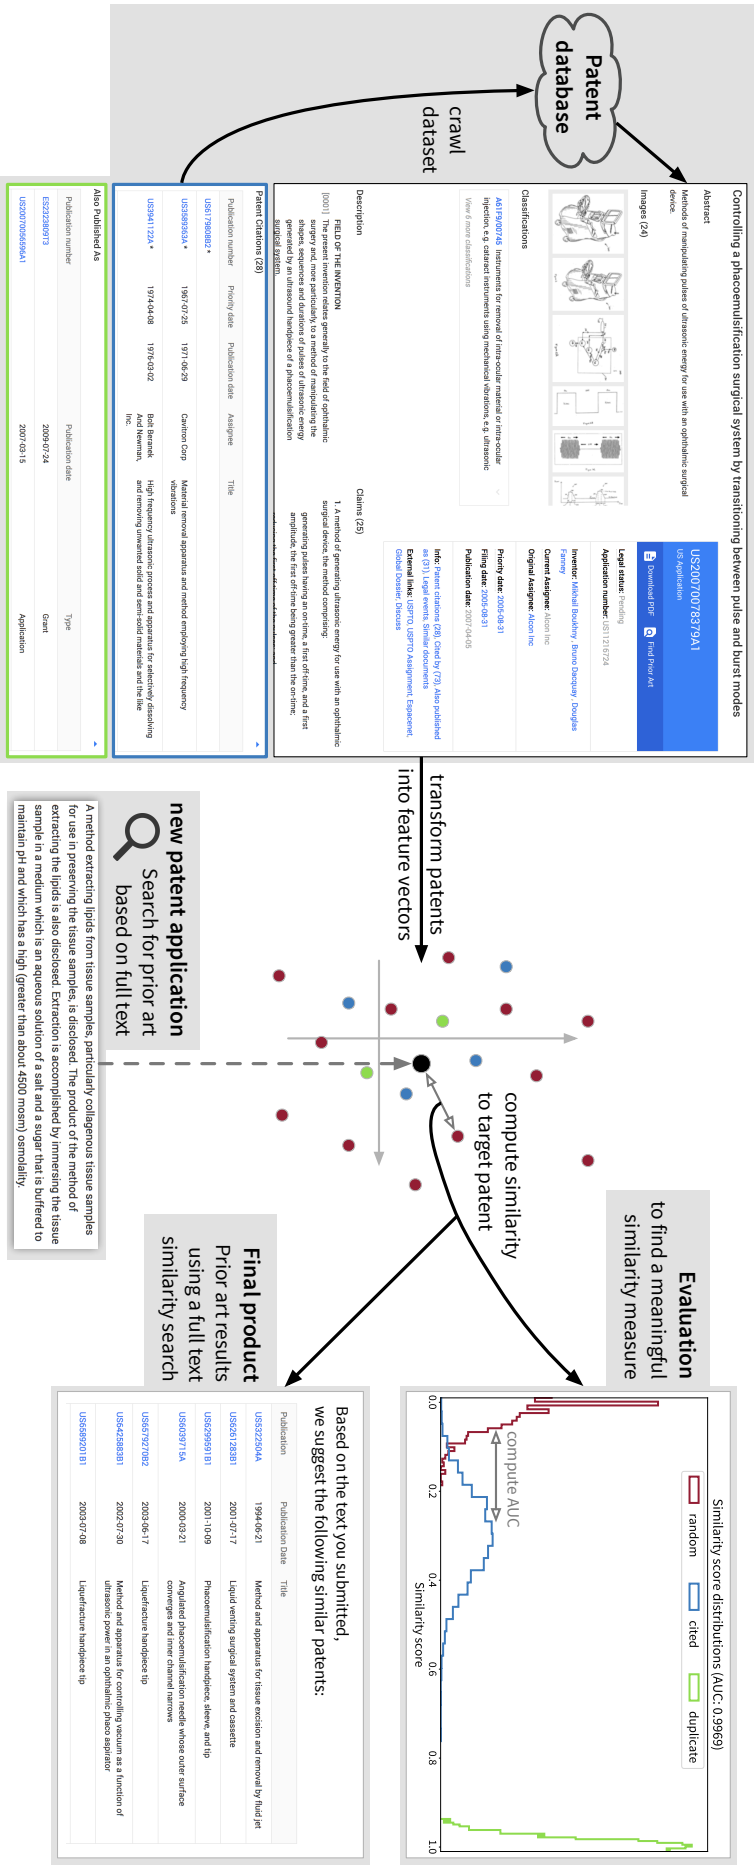 Patent
database
crawl
dataset
Controlling a phacoemulsification surgical system by transitioning between pulse and burst modes
Abstract
Methods of manipulating pulses of ultrasonic energy for use with an ophthalmic surgical
device.
Images (24)
Classifications
A61F9/00745 Instruments for removal of intra-ocular material or intra-ocular
injection, e.g. cataract instruments using mechanical vibrations, e.g. ultrasonic
View 6 more classifications
US20070078379A1
US Application
Download PDF
Find Prior Art
Legal status: Pending
Application number: US11216724
Inventor: Mikhail Boukhny, Bruno Dacquay, Douglas
Fanney
Current Assignee: Alcon Inc
Original Assignee: Alcon Inc
Priority date: 2005-08-31
Filing date: 2005-08-31
Publication date: 2007-04-05
Info: Patent citations (28), Cited by (73), Also published
as (31), Legal events, Similar documents
External links: USPTO, USPTO Assignment, Espacenet,
Global Dossier, Discuss
Description
FIELD OF THE INVENTION
[0001] The present invention relates generally to the field of ophthalmic
surgery and, more particularly, to a method of manipulating the
shapes, sequences and durations of pulses of ultrasonic energy
generated by an ultrasound handpiece of a phacoemulsification
surgical system.
Claims (25)
1. A method of generating ultrasonic energy for use with an ophthalmic
surgical device, the method comprising:
generating pulses having an on-time, a first off-time, and a first
amplitude, the first off-time being greater than the on-time;
Patent Citations (28)
Publication number Priority date Publication date Assignee Title
US6179808B2 *
US3589363A * 1967-07-25 1971-06-29 Cavitron Corp Material removal apparatus and method employing high frequency
vibrations
US3941122A * 1974-04-08 1976-03-02 Bolt Beranek
And Newman,
Inc. High frequency ultrasonic process and apparatus for selectively dissolving
and removing unwanted solid and semi-solid materials and the like
Also Published As
Publication number Publication date Type
ES2323809T3 2009-07-24 Grant
US20070056596A1 2007-03-15 Application
transform patents
into feature vectors
new patent application
Search for prior art
based on full text
A method extracting lipids from tissue samples, particularly collagenous tissue samples
for use in preserving the tissue samples, is disclosed. The product of the method of
extracting the lipids is also disclosed. Extraction is accomplished by immersing the tissue
sample in a medium which is an aqueous solution of a salt and a sugar that is buffered to
maintain pH and which has a high (greater than about 4500 mosm) osmolality.
compute similarity
to target patent
Evaluation
to find a meaningful
similarity measure
Similarity score distributions (AUC: 0.9969)
random cited duplicate
compute AUC
0.0 0.2 0.4 0.6 0.8 1.0
Similarity score
Final product
Prior art results
using a full text
similarity search
Based on the text you submitted,
we suggest the following similar patents:
Publication Publication Date Title
US5322504A 1994-06-21 Method and apparatus for tissue excision and removal by fluid jet
US6261283B1 2001-07-17 Liquid venting surgical system and cassette
US6299591B1 2001-10-09 Phacoemulsification handpiece, sleeve, and tip
US6039715A 2000-03-21 Angulated phacoemulsification needle whose outer surface
converges and inner channel narrows
US6579270B2 2003-06-17 Liquefracture handpiece tip
US6425883B1 2002-07-30 Method and apparatus for controlling vacuum as a function of
ultrasonic power in an ophthalmic phaco aspirator
US6589201B1 2003-07-08 Liquefracture handpiece tip